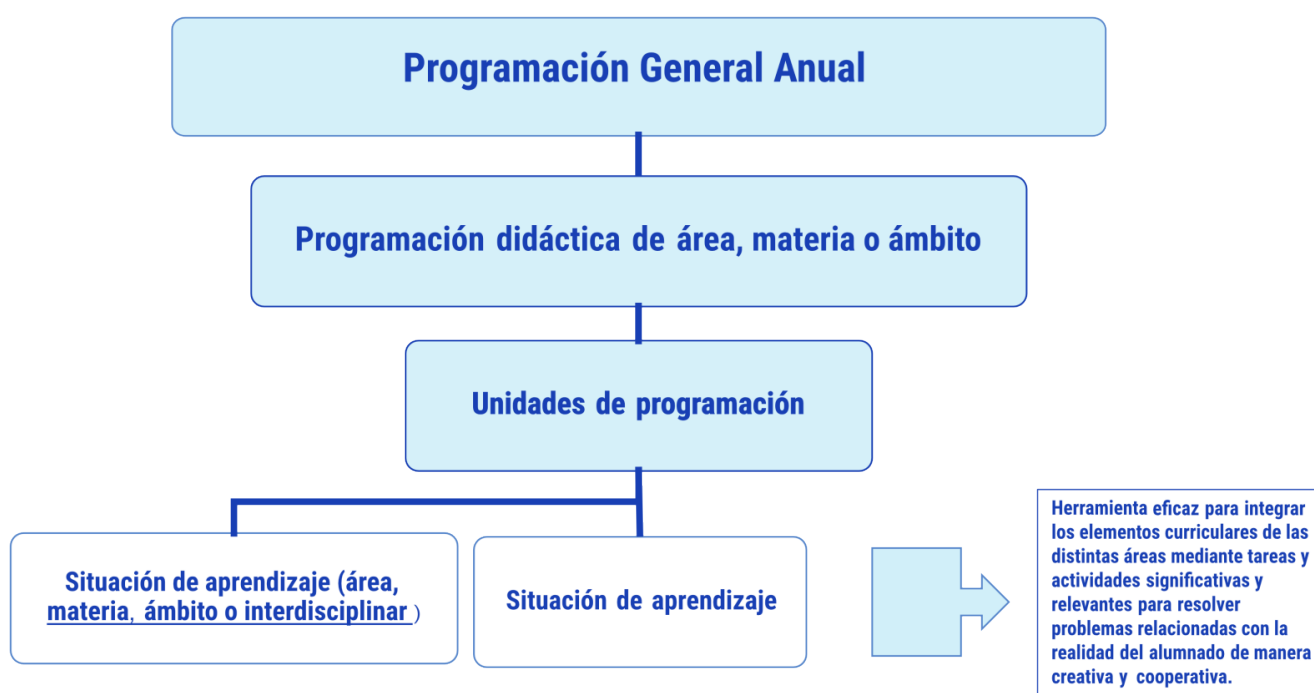 Programación General Anual
Programación didáctica de área, materia o ámbito
Unidades de programación
Situación de aprendizaje (área,
materia, ámbito o interdisciplinar )
Situación de aprendizaje
Herramienta eficaz para integrar
los elementos curriculares de las
distintas áreas mediante tareas y
actividades significativas y
relevantes para resolver
problemas relacionadas con la
realidad del alumnado de manera
creativa y cooperativa.